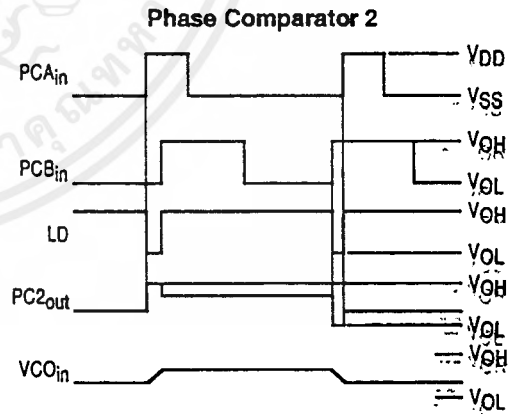 Phase Comparator 2
PCAin
VDD
VSS
PCBin
VOH
VOL
LD
VOH
VOL
PC2out
VOH
VOL
VCOin
VOH
VOL